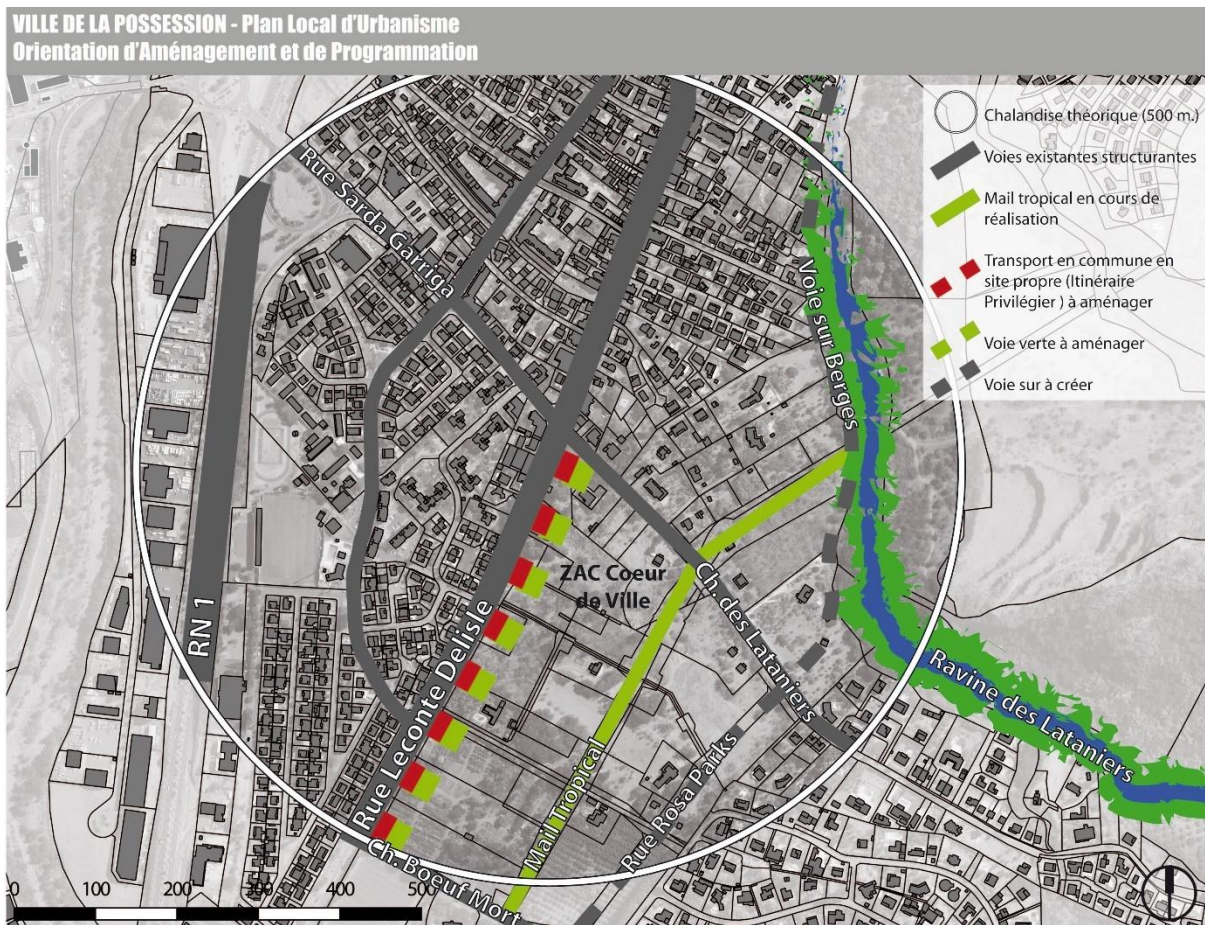 VILLE DE LA POSSESSION - Plan Local d'Urbanisme
Orientation d'Aménagement et de Programmation
Chalandise théorique (500 m.)
Voies existantes structurantes
Mail tropical en cours de
réalisation
Transport en commune en
site propre (Itinéraire
Privilégier ) à aménager
Voie verte à aménager
Voie sur à créer
Rue Sarda Garriga
Voie sur Berges
ZAC Coeur
de Ville
RN 1
Rue Leconte Delisle
Ch. des Lataniers
Ravine des Lataniers
Mail Tropical
Rue Rosa Parks
Ch. Boeuf Mort
0 100 200 300 400 500